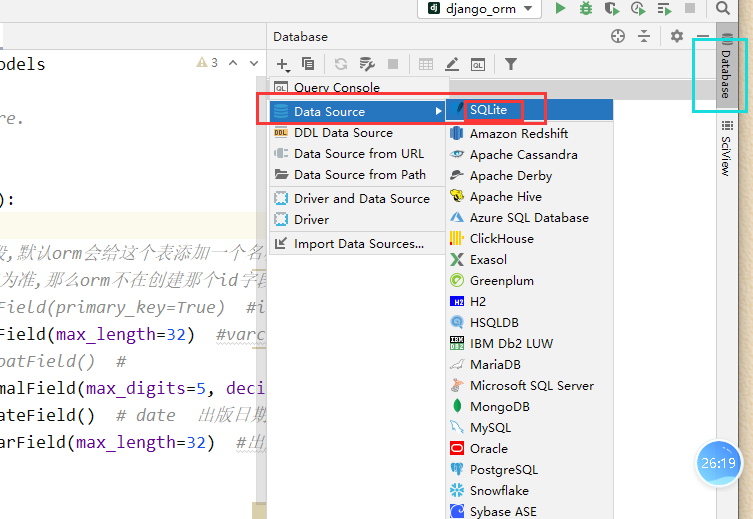 django_orm
Database
odels
3
re.
):
段,默认orm会给这个表添加一个名
为准,那么orm不在创建那个id字段
Field(primary_key=True)  #i
Field(max_length=32)  #varc
oatField()  #
malField(max_digits=5, deci
ateField()  # date  出版日期
arField(max_length=32)  #出
QL Query Console
Data Source
DDL Data Source
Data Source from URL
Data Source from Path
Driver and Data Source
Driver
Import Data Sources...
SQLite
Amazon Redshift
Apache Cassandra
Apache Derby
Apache Hive
Azure SQL Database
ClickHouse
Exasol
Greenplum
H2
HSQLDB
IBM Db2 LUW
MariaDB
Microsoft SQL Server
MongoDB
MySQL
Oracle
PostgreSQL
Snowflake
Sybase ASE
Database
SciView
26:19